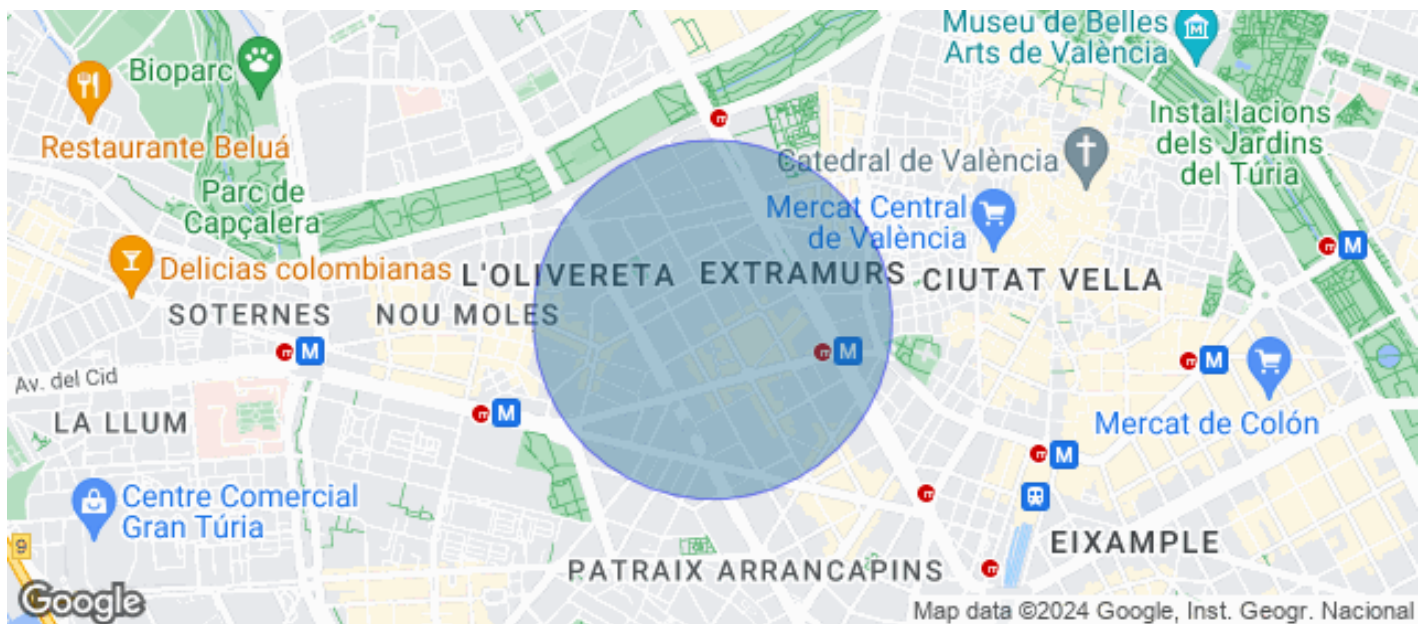 Museu de Belles
Arts de València
Bioparc
Restaurante Beluá
Instal·lacions
dels Jardins
del Túria
Catedral de València
Parc de
Capçalera
Mercat Central
de València
Delicias colombianas
L'OLIVERETA
EXTRAMURS
CIUTAT VELLA
SOTERNES
NOU MOLES
M
M
M
M
M
M
Av. del Cid
LA LLUM
Mercat de Colón
Centre Comercial
Gran Túria
9
EIXAMPLE
PATRAIX
ARRANCAPINS
Google
Map data ©2024 Google, Inst. Geogr. Nacional